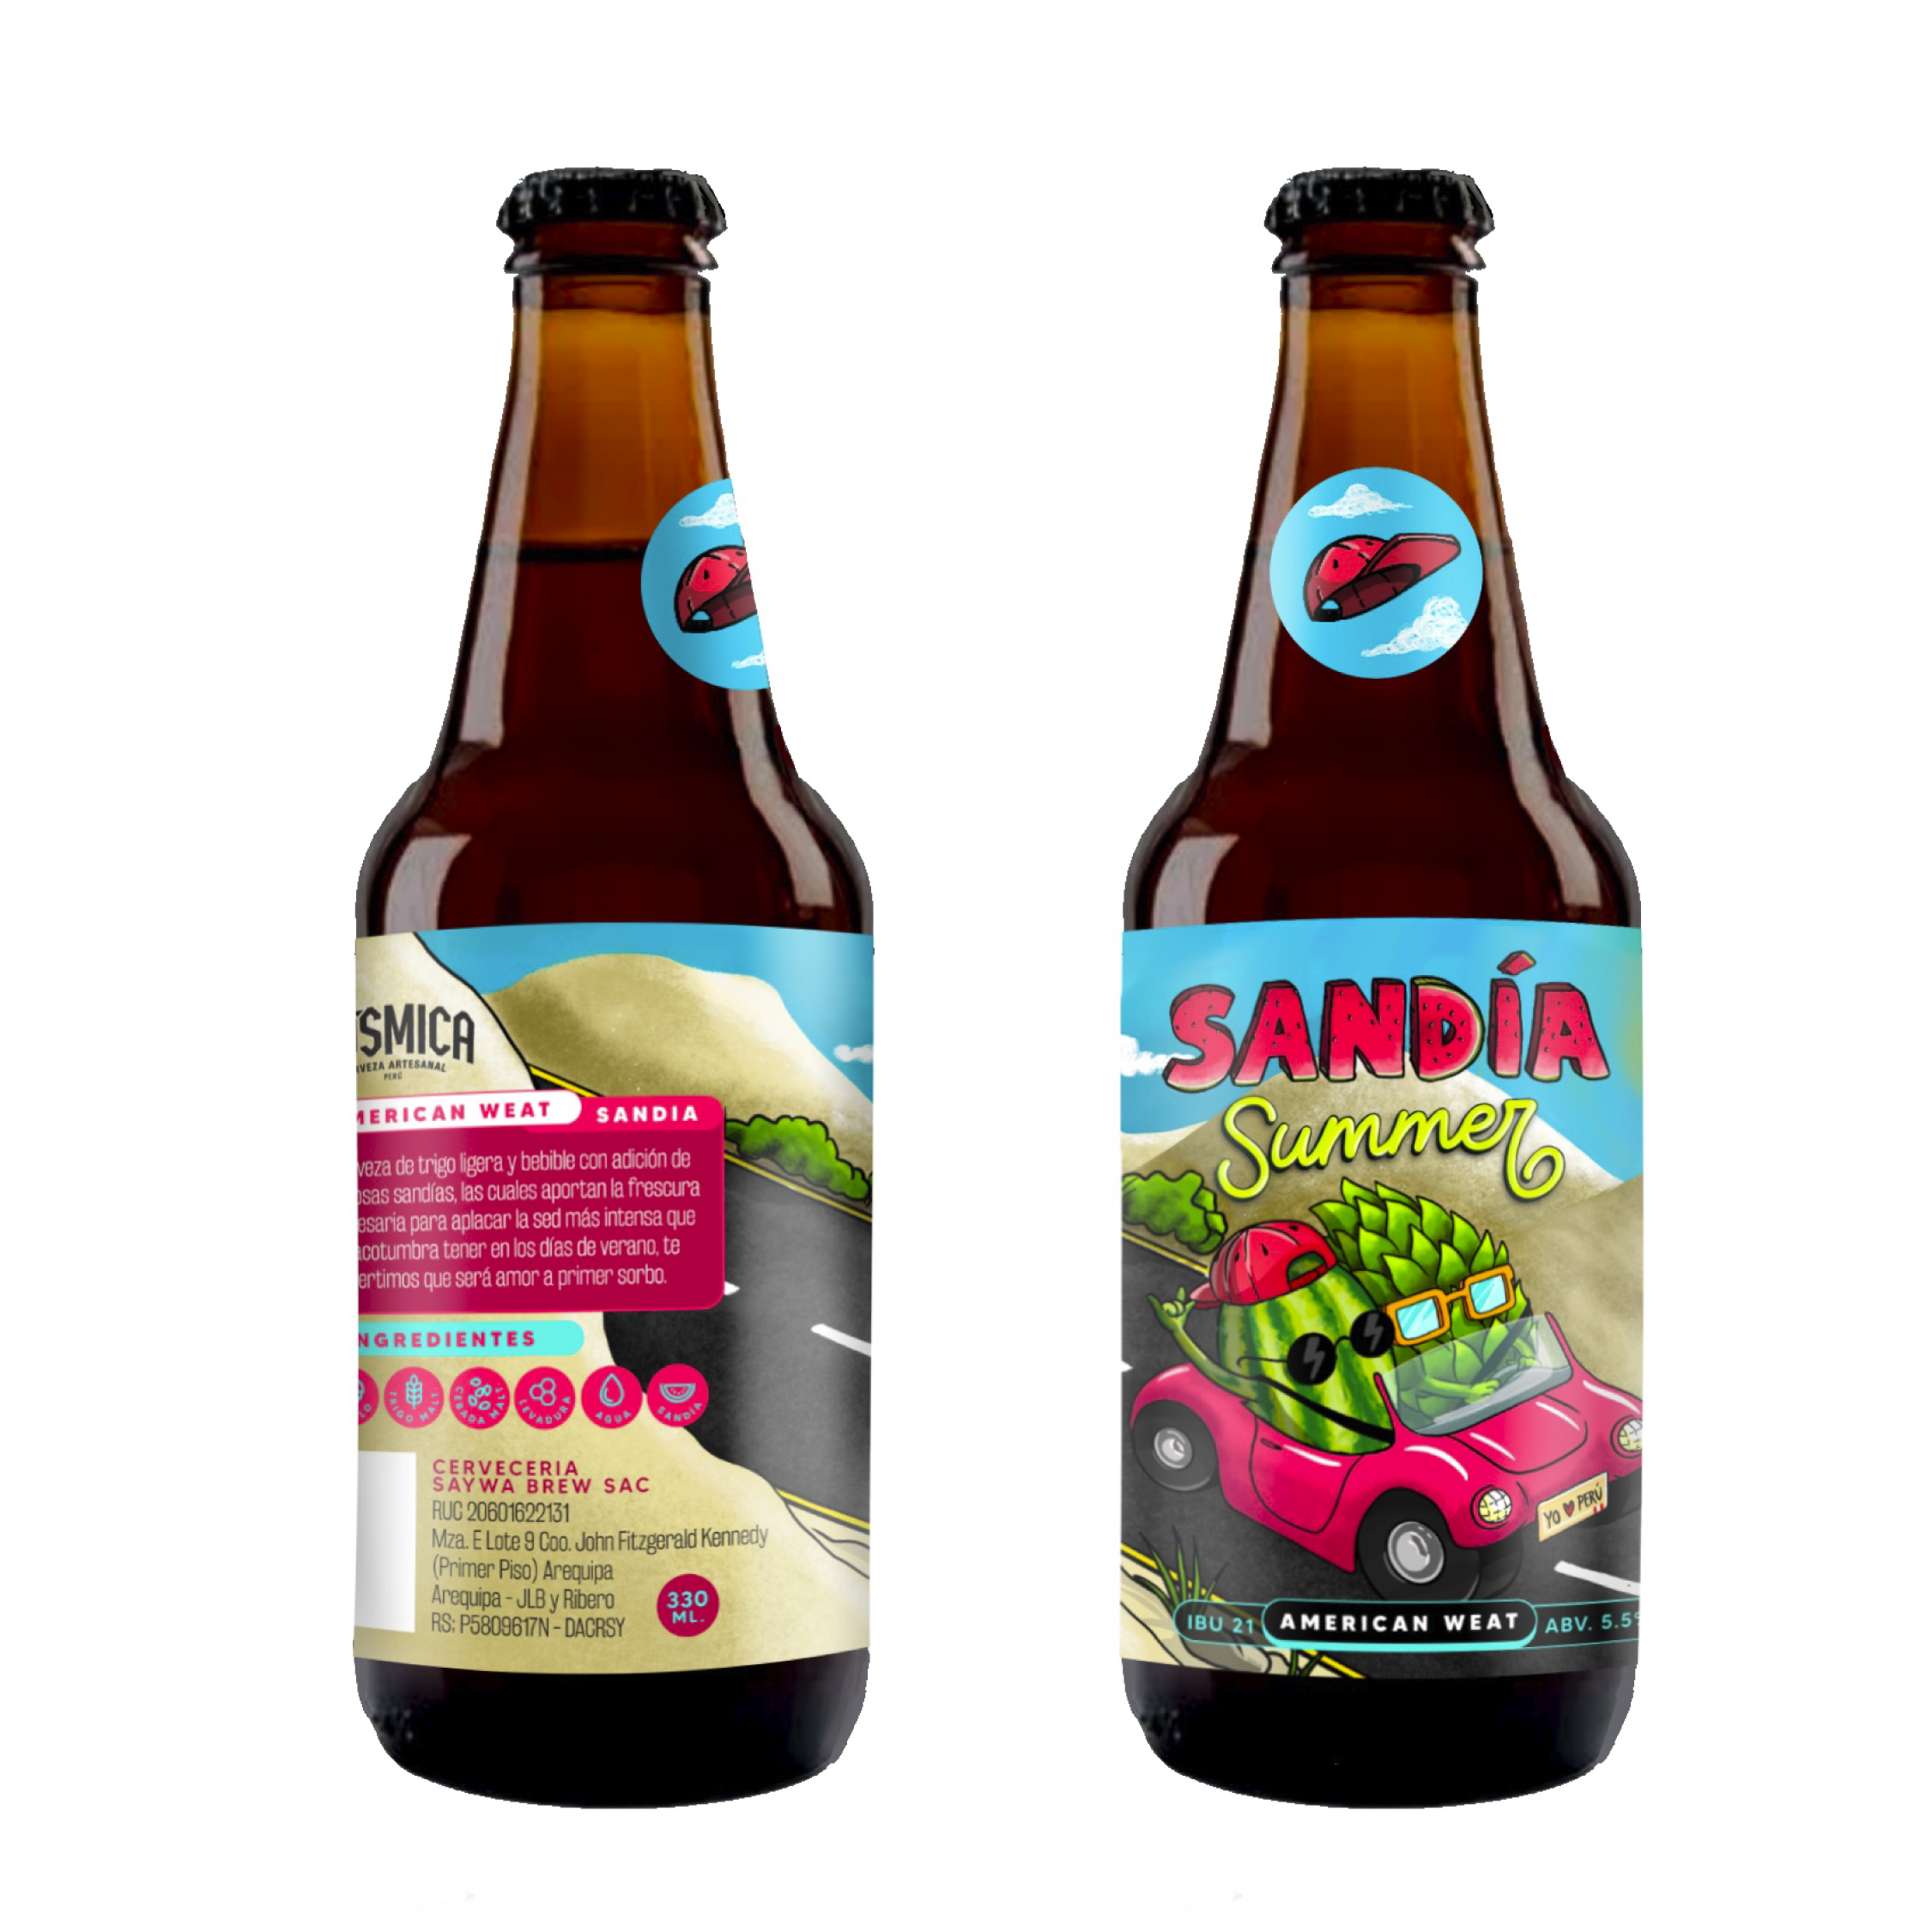 SMICA
VEZA ARTESANAL
PERÚ
MERICAN WEAT SANDIA
veza de trigo ligera y bebible con adición de
osas sandías, las cuales aportan la frescura
esaria para aplacar la sed más intensa que
acotumbra tener en los días de verano, te
ertimos que será amor a primer sorbo.
NGREDIENTES
LO TRIGO MALT CEBADA MALT LEVADURA AGUA SANDÍA
CERVECERIA
SAYWA BREW SAC
RUC 20601622131
Mza. E Lote 9 Coo. John Fitzgerald Kennedy
(Primer Piso) Arequipa
Arequipa - JLB y Ribero
RS: P5809617N - DACRSY
330
ML.
SANDÍA
Summer
YO PERÚ
IBU 21 AMERICAN WEAT ABV. 5.5